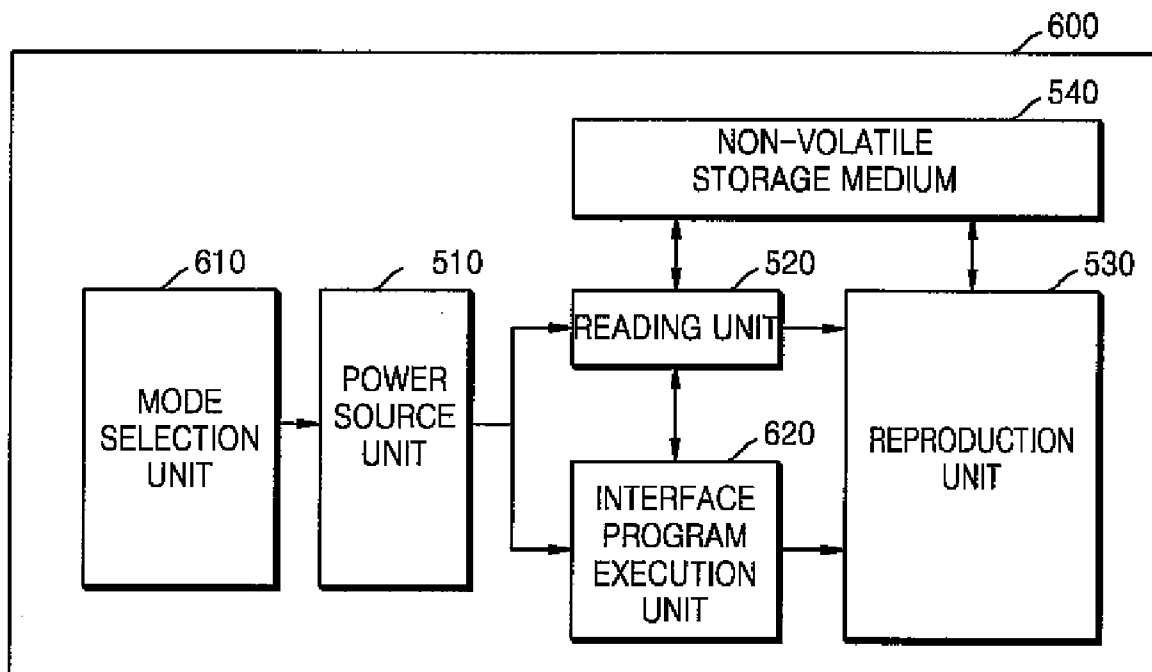 600
540
NON-VOLATILE
STORAGE MEDIUM
610
510
520
530
READING UNIT
MODE
SELECTION
UNIT
POWER
SOURCE
UNIT
620
INTERFACE
PROGRAM
EXECUTION
UNIT
REPRODUCTION
UNIT